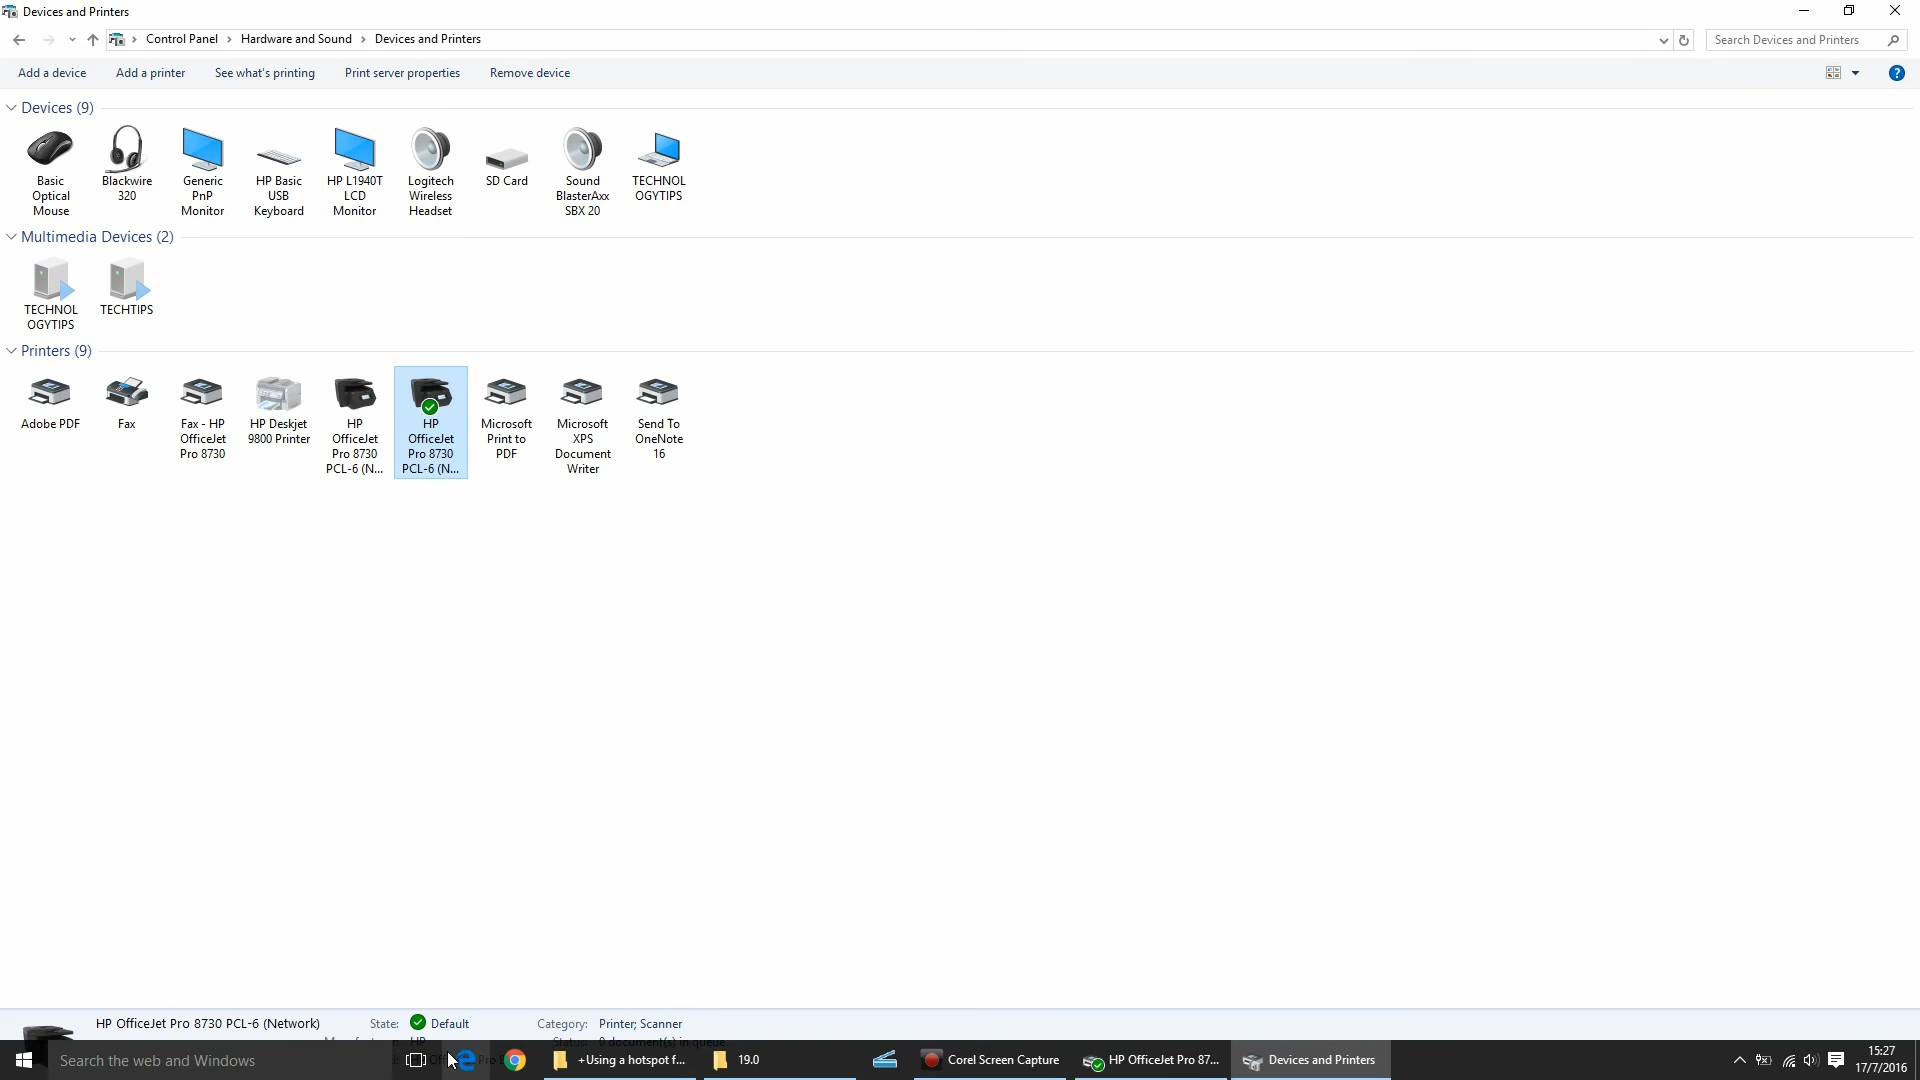 Devices and Printers
Control Panel > Hardware and Sound > Devices and Printers
Search Devices and Printers
Add a device
Add a printer
See what's printing
Print server properties
Remove device
Devices (9)
Basic
Optical
Mouse
Blackwire
320
Generic
PnP
Monitor
HP Basic
USB
Keyboard
HP L1940T
LCD
Monitor
Logitech
Wireless
Headset
SD Card
Sound
BlasterAxx
SBX 20
TECHNOL
OGYTIPS
Multimedia Devices (2)
TECHNOL
OGYTIPS
TECHTIPS
Printers (9)
Adobe PDF
Fax
Fax - HP
OfficeJet
Pro 8730
HP Deskjet
9800 Printer
HP
OfficeJet
Pro 8730
PCL-6 (N...
HP
OfficeJet
Pro 8730
PCL-6 (N...
Microsoft
Print to
PDF
Microsoft
XPS
Document
Writer
Send To
OneNote
16
HP OfficeJet Pro 8730 PCL-6 (Network)
State: Default
Category: Printer; Scanner
Status: 0 document(s) in queue
Search the web and Windows
+Using a hotspot f...
19.0
Corel Screen Capture
HP OfficeJet Pro 87...
Devices and Printers
15:27
17/7/2016